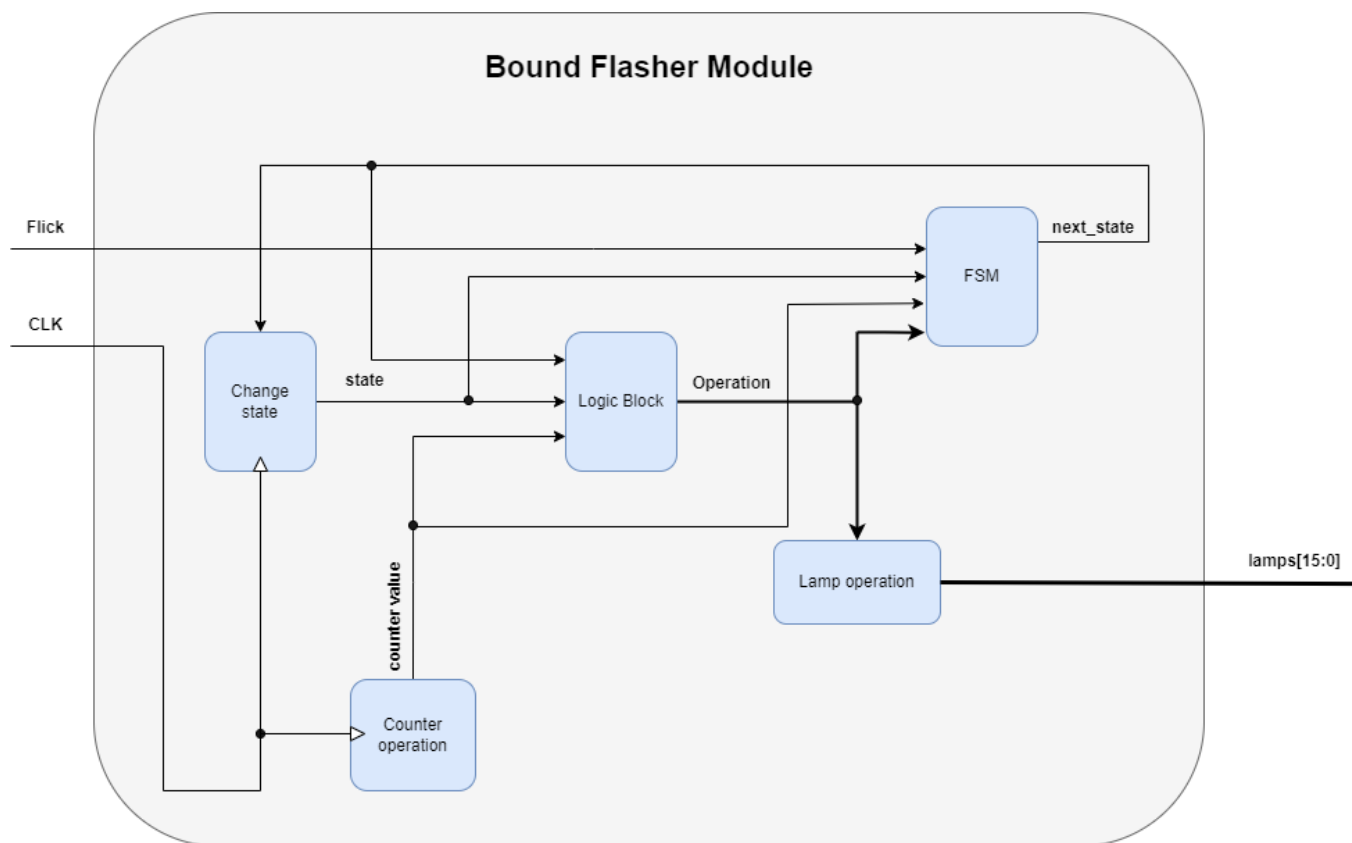 Bound Flasher Module
Flick
next_state
FSM
CLK
Change
state
state
Logic Block
Operation
counter value
Lamp operation
lamps[15:0]
Counter
operation